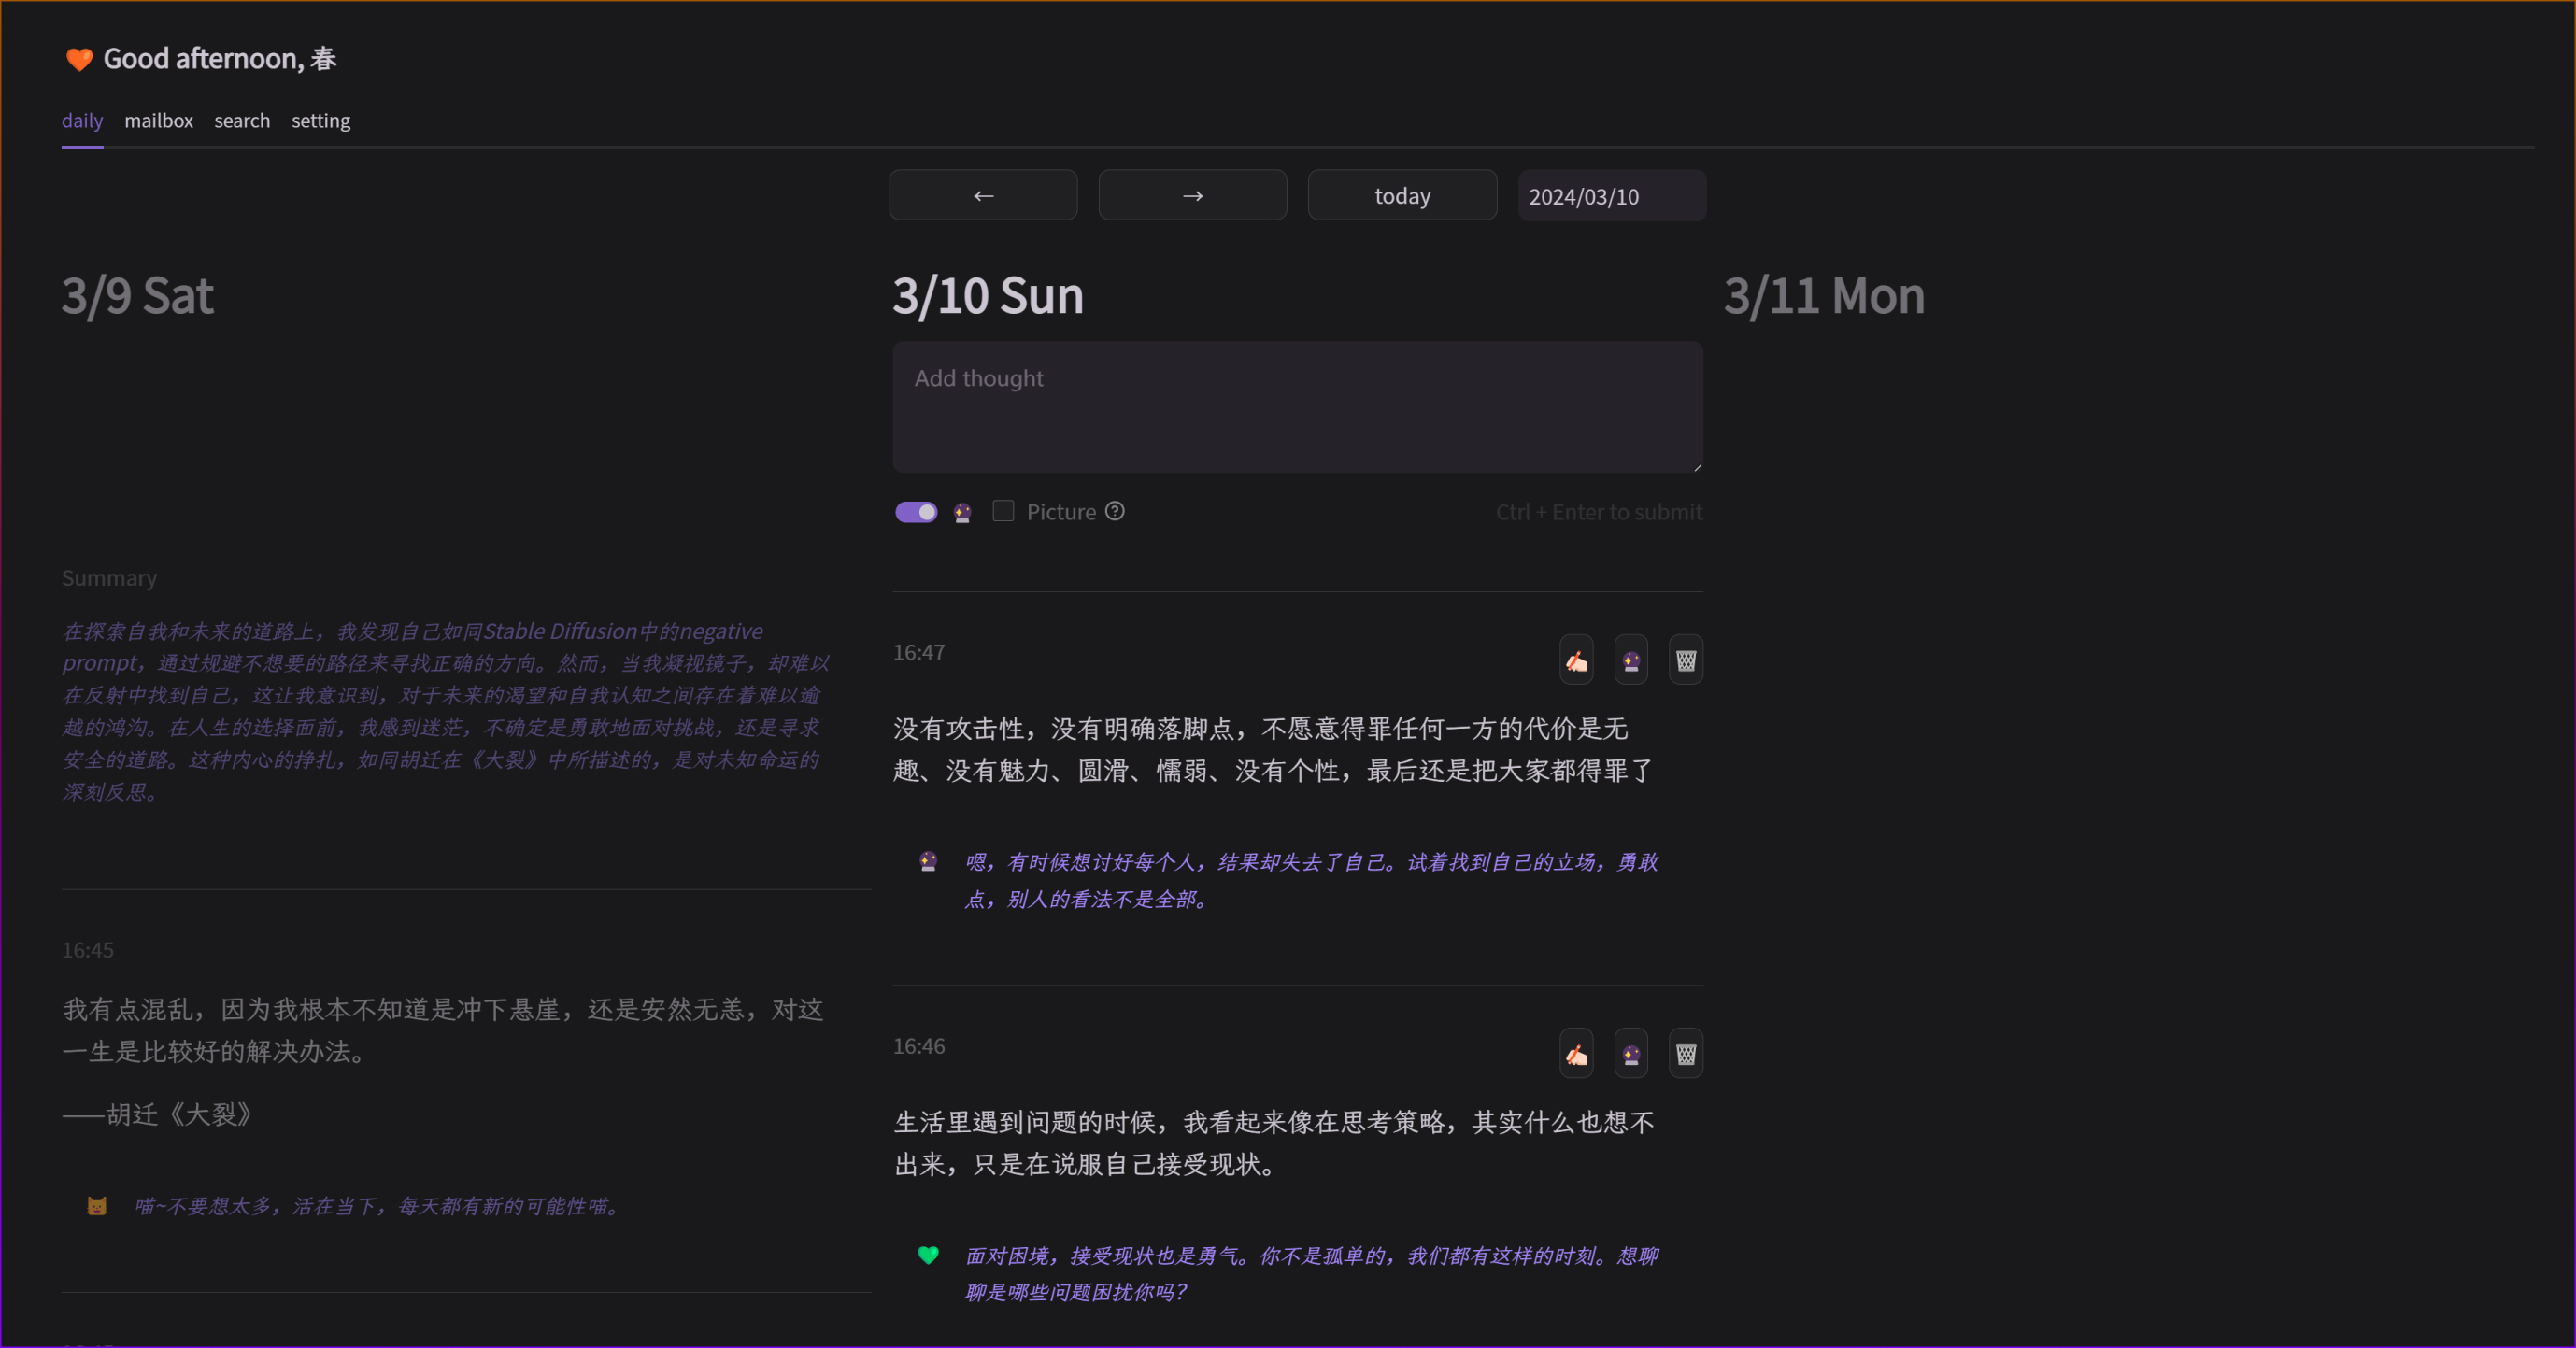 Good afternoon, 春
daily mailbox search setting
← → today 2024/03/10
3/9 Sat
Summary
在探索自我和未来的道路上，我发现自己如同Stable Diffusion中的negative
prompt，通过规避不想要的路径来寻找正确的方向。然而，当我凝视镜子，却难以
在反射中找到自己，这让我意识到，对于未来的渴望和自我认知之间存在着难以逾
越的鸿沟。在人生的选择面前，我感到迷茫，不确定是勇敢地面对挑战，还是寻求
安全的道路。这种内心的挣扎，如同胡迁在《大裂》中所描述的，是对未知命运的
深刻反思。
16:45
我有点混乱，因为我根本不知道是冲下悬崖，还是安然无恙，对这
一生是比较好的解决办法。
——胡迁《大裂》
喵~不要想太多，活在当下，每天都有新的可能性喵。
3/10 Sun
Add thought
Picture
Ctrl + Enter to submit
16:47
没有攻击性，没有明确落脚点，不愿意得罪任何一方的代价是无
趣、没有魅力、圆滑、懦弱、没有个性，最后还是把大家都得罪了
嗯，有时候想讨好每个人，结果却失去了自己。试着找到自己的立场，勇敢
点，别人的看法不是全部。
16:46
生活里遇到问题的时候，我看起来像在思考策略，其实什么也想不
出来，只是在说服自己接受现状。
面对困境，接受现状也是勇气。你不是孤单的，我们都有这样的时刻。想聊
聊是哪些问题困扰你吗？
3/11 Mon